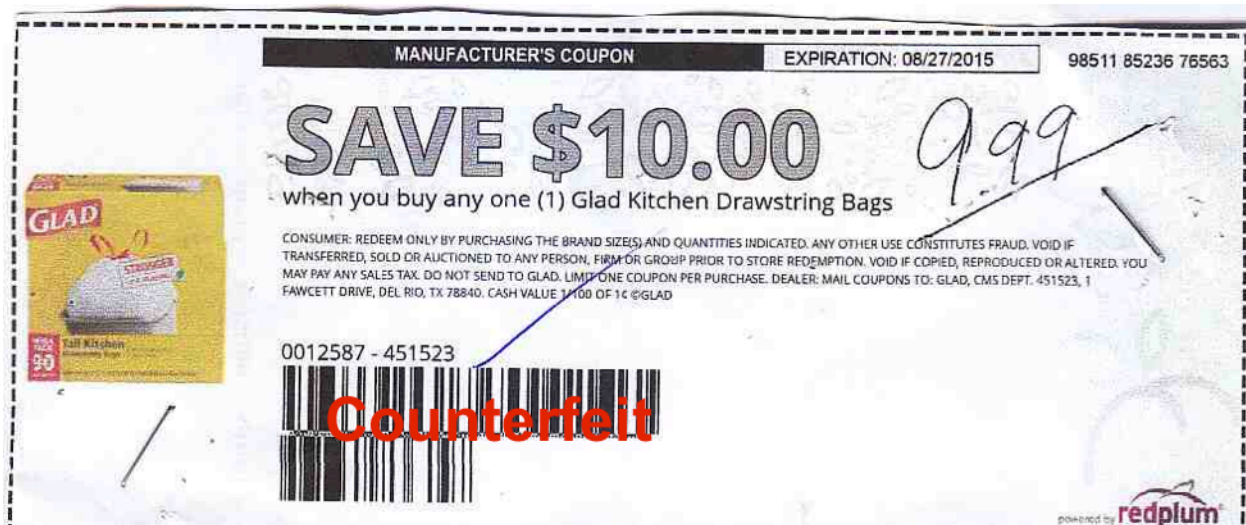 MANUFACTURER'S COUPON EXPIRATION: 08/27/2015 98511 85236 76563
SAVE $10.00
9.99
when you buy any one (1) Glad Kitchen Drawstring Bags
CONSUMER: REDEEM ONLY BY PURCHASING THE BRAND SIZE(S) AND QUANTITIES INDICATED. ANY OTHER USE CONSTITUTES FRAUD. VOID IF
TRANSFERRED, SOLD OR AUCTIONED TO ANY PERSON, FIRM OR GROUP PRIOR TO STORE REDEMPTION. VOID IF COPIED, REPRODUCED OR ALTERED. YOU
MAY PAY ANY SALES TAX. DO NOT SEND TO GLAD. LIMIT ONE COUPON PER PURCHASE. DEALER: MAIL COUPONS TO: GLAD, CMS DEPT. 451523, 1
FAWCETT DRIVE, DEL RIO, TX 78840. CASH VALUE 1/100 OF 1¢ ©GLAD
GLAD
STRONGER
Tall Kitchen
Drawstring Bags
90
0012587 - 451523
Counterfeit
powered by redplum